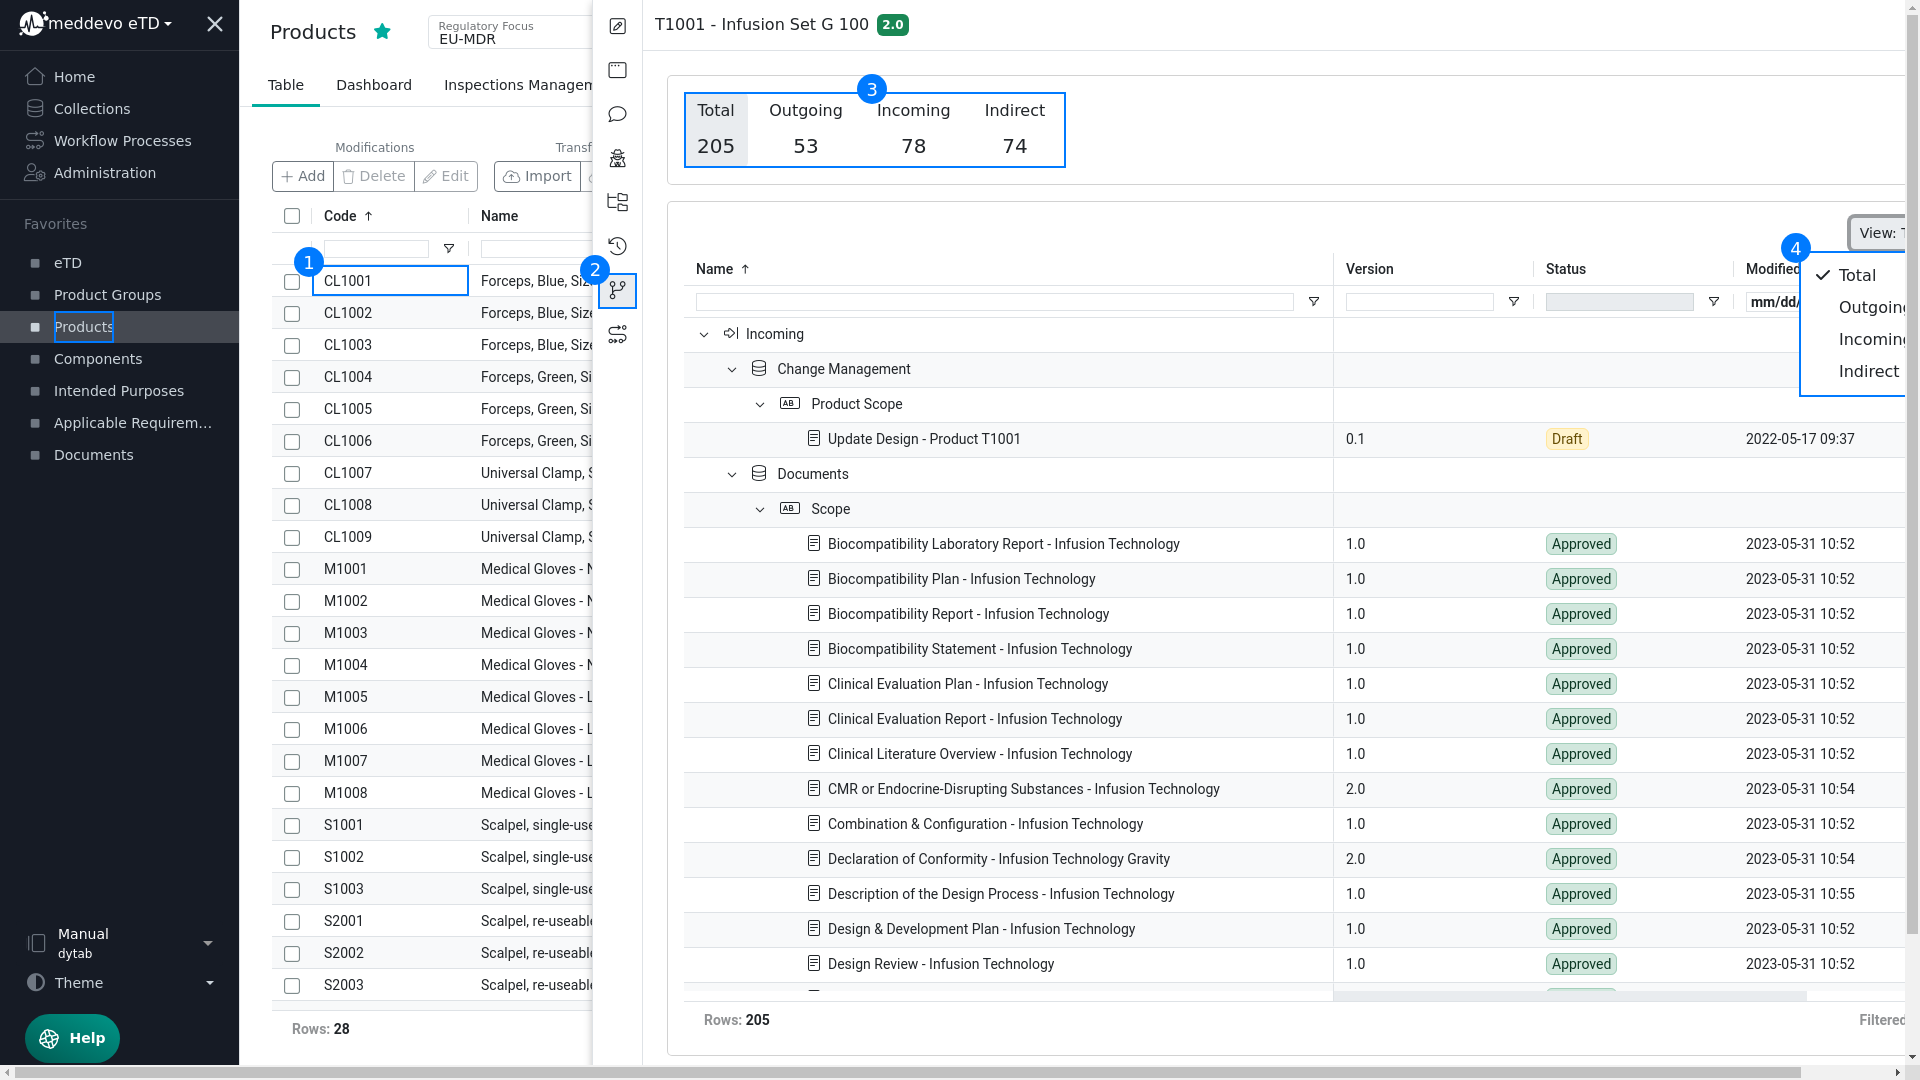 meddevo eTD
Home
Collections
Workflow Processes
Administration
Favorites
eTD
Product Groups
Products
Components
Intended Purposes
Applicable Requirem...
Documents
Manual
dytab
Theme
Help
Products
Regulatory Focus
EU-MDR
Table
Dashboard
Inspections Managem
Modifications
Transf
Add
Delete
Edit
Import
Code
Name
1
CL1001 Forceps, Blue, Siz
CL1002 Forceps, Blue, Size
CL1003 Forceps, Blue, Size
CL1004 Forceps, Green, Si
CL1005 Forceps, Green, Si
CL1006 Forceps, Green, Si
CL1007 Universal Clamp, S
CL1008 Universal Clamp, S
CL1009 Universal Clamp, S
M1001 Medical Gloves - N
M1002 Medical Gloves - N
M1003 Medical Gloves - N
M1004 Medical Gloves - N
M1005 Medical Gloves - L
M1006 Medical Gloves - L
M1007 Medical Gloves - L
M1008 Medical Gloves - L
S1001 Scalpel, single-use
S1002 Scalpel, single-use
S1003 Scalpel, single-use
S2001 Scalpel, re-useable
S2002 Scalpel, re-useable
S2003 Scalpel, re-useable
Rows: 28
2
T1001 - Infusion Set G 100 2.0
3
Total Outgoing Incoming Indirect
205 53 78 74
View: T
4
Total
Outgoing
Incoming
Indirect
Name Version Status Modified
mm/dd/
Incoming
Change Management
AB Product Scope
Update Design - Product T1001 0.1 Draft 2022-05-17 09:37
Documents
AB Scope
Biocompatibility Laboratory Report - Infusion Technology 1.0 Approved 2023-05-31 10:52
Biocompatibility Plan - Infusion Technology 1.0 Approved 2023-05-31 10:52
Biocompatibility Report - Infusion Technology 1.0 Approved 2023-05-31 10:52
Biocompatibility Statement - Infusion Technology 1.0 Approved 2023-05-31 10:52
Clinical Evaluation Plan - Infusion Technology 1.0 Approved 2023-05-31 10:52
Clinical Evaluation Report - Infusion Technology 1.0 Approved 2023-05-31 10:52
Clinical Literature Overview - Infusion Technology 1.0 Approved 2023-05-31 10:52
CMR or Endocrine-Disrupting Substances - Infusion Technology 2.0 Approved 2023-05-31 10:54
Combination & Configuration - Infusion Technology 1.0 Approved 2023-05-31 10:52
Declaration of Conformity - Infusion Technology Gravity 2.0 Approved 2023-05-31 10:54
Description of the Design Process - Infusion Technology 1.0 Approved 2023-05-31 10:55
Design & Development Plan - Infusion Technology 1.0 Approved 2023-05-31 10:52
Design Review - Infusion Technology 1.0 Approved 2023-05-31 10:52
Rows: 205
Filtered